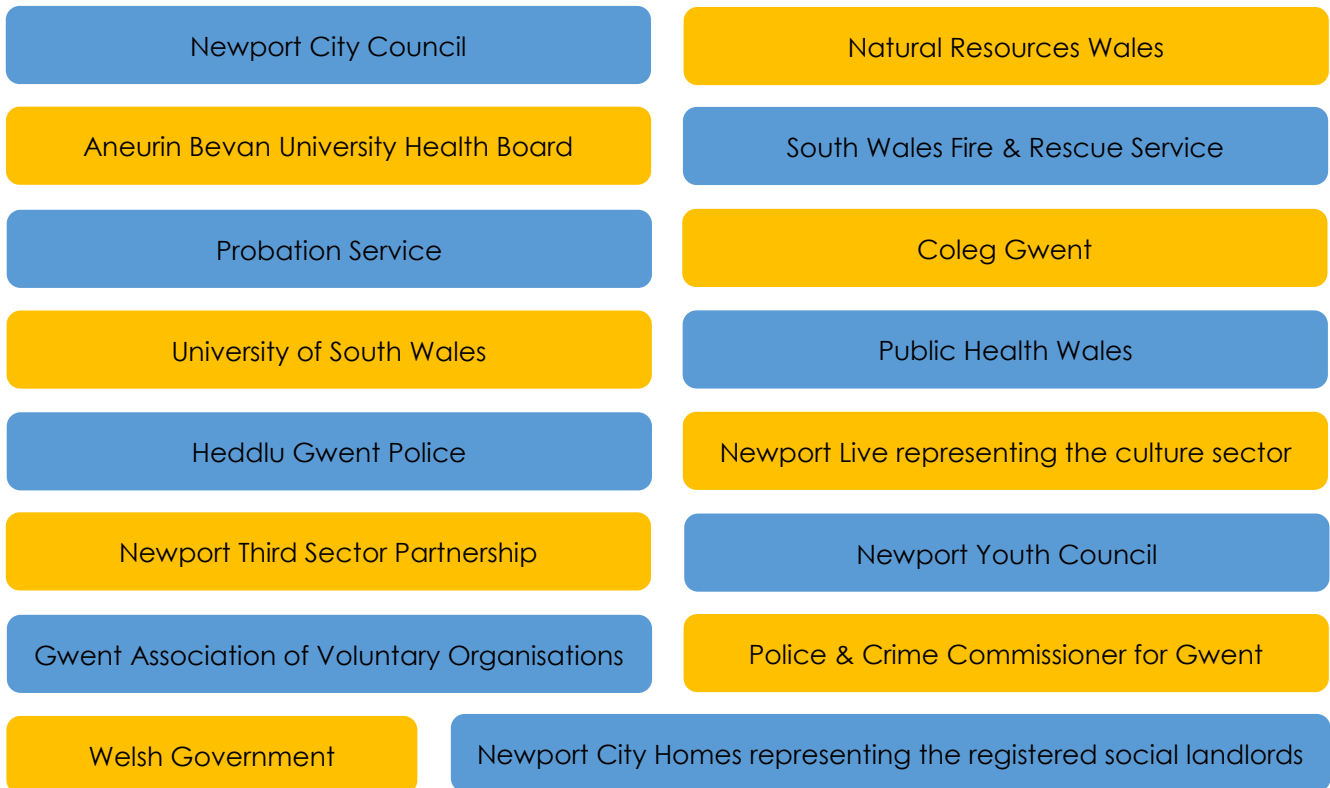 Newport City Council
Natural Resources Wales
Aneurin Bevan University Health Board
South Wales Fire & Rescue Service
Probation Service
Coleg Gwent
University of South Wales
Public Health Wales
Heddlu Gwent Police
Newport Live representing the culture sector
Newport Third Sector Partnership
Newport Youth Council
Gwent Association of Voluntary Organisations
Police & Crime Commissioner for Gwent
Welsh Government
Newport City Homes representing the registered social landlords